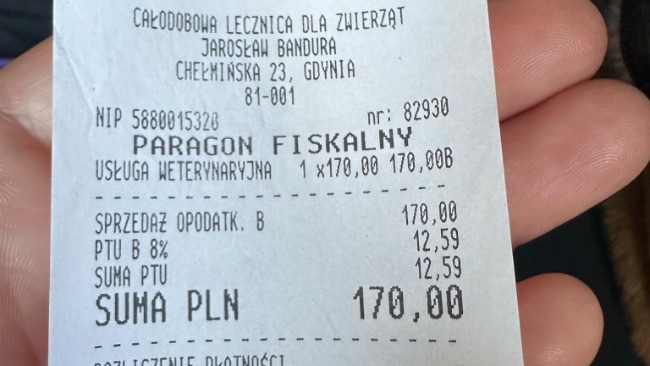 CAŁODOBOWA LECZNICA DLA ZWIERZĄT
JAROSŁAW BANDURA
CHEŁMIŃSKA 23, GDYNIA
81-001
NIP 5880015320 nr: 82930
PARAGON FISKALNY
USŁUGA WETERYNARYJNA 1 x170,00 170,00B
SPRZEDAŻ OPODATK. B 170,00
PTU B 8% 12,59
SUMA PTU 12,59
SUMA PLN 170,00
ROZLICZENIE PŁATNOŚCI